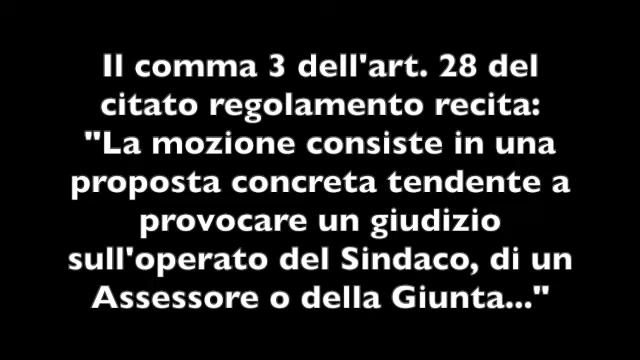 Il comma 3 dell'art. 28 del
citato regolamento recita:
"La mozione consiste in una
proposta concreta tendente a
provocare un giudizio
sull'operato del Sindaco, di un
Assessore o della Giunta..."